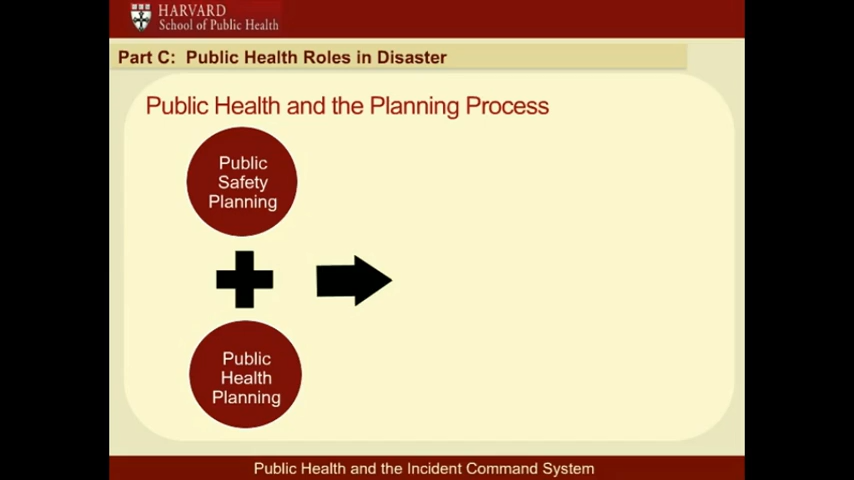 HARVARD
School of Public Health
Part C: Public Health Roles in Disaster
Public Health and the Planning Process
Public
Safety
Planning
Public
Health
Planning
Public Health and the Incident Command System